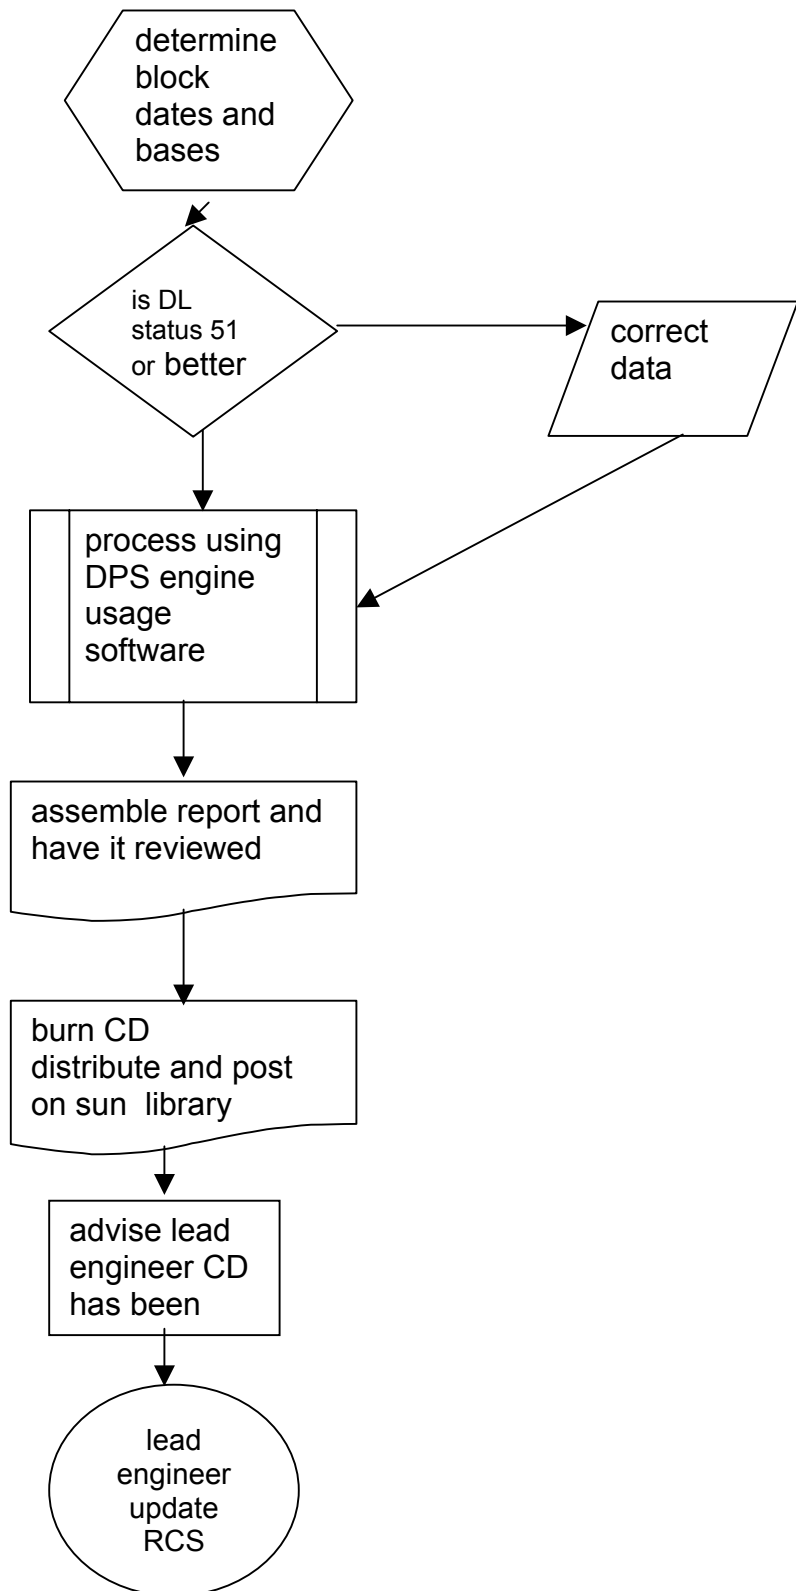 determine
block
dates and
bases
is DL
status 51
or better
correct
data
process using
DPS engine
usage
software
assemble report and
have it reviewed
burn CD
distribute and post
on sun library
advise lead
engineer CD
has been
lead
engineer
update
RCS